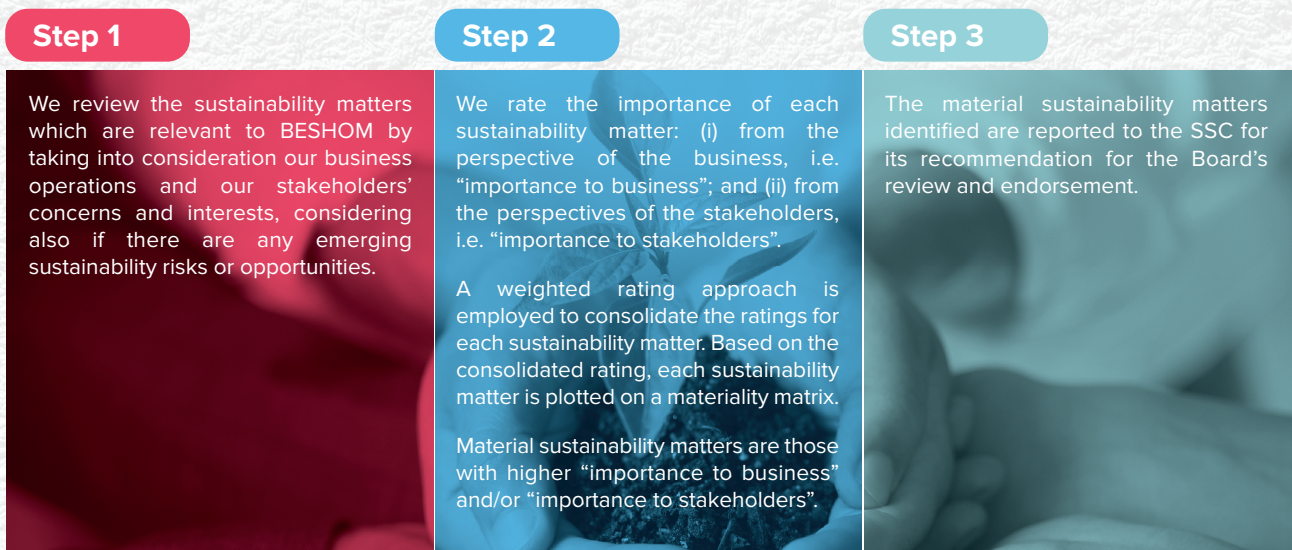 Step 1
We review the sustainability matters
which are relevant to BESHOM by
taking into consideration our business
operations and our stakeholders’
concerns and interests, considering
also if there are any emerging
sustainability risks or opportunities.
Step 2
We rate the importance of each
sustainability matter: (i) from the
perspective of the business, i.e.
“importance to business”; and (ii) from
the perspectives of the stakeholders,
i.e. “importance to stakeholders”.
A weighted rating approach is
employed to consolidate the ratings for
each sustainability matter. Based on the
consolidated rating, each sustainability
matter is plotted on a materiality matrix.
Material sustainability matters are those
with higher “importance to business”
and/or “importance to stakeholders”.
Step 3
The material sustainability matters
identified are reported to the SSC for
its recommendation for the Board’s
review and endorsement.